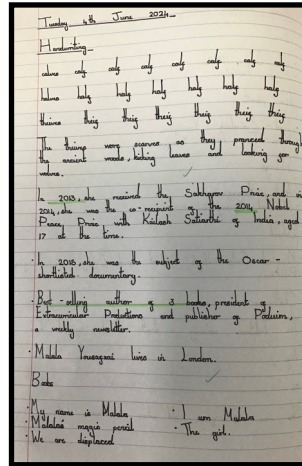 Tuesday 4th June 2024
Handwriting
calves calf calf calf calf calf calf
halves half half half half half
thieves thief thief thief thief thief
The thieves wore scarves as they pranced through
the ancient woods, kicking leaves and looking for
wolves.
In 2013, she received the Sakharov Prize, and in
2014, she was the co-recipient of the 2014 Nobel
Peace Prize with Kailash Satiarthi of India, aged
17 at the time.
· In 2015, she was the subject of the Oscar -
shortlisted documentary.
· Best-selling author of 3 books, president of
Extracurricular Productions and publisher of Podium,
a weekly newsletter.
· Malala Yousafzai lives in London.
Books
· My name is Malala · I am Malala
· Malala's magic pencil · The girl.
· We are displaced